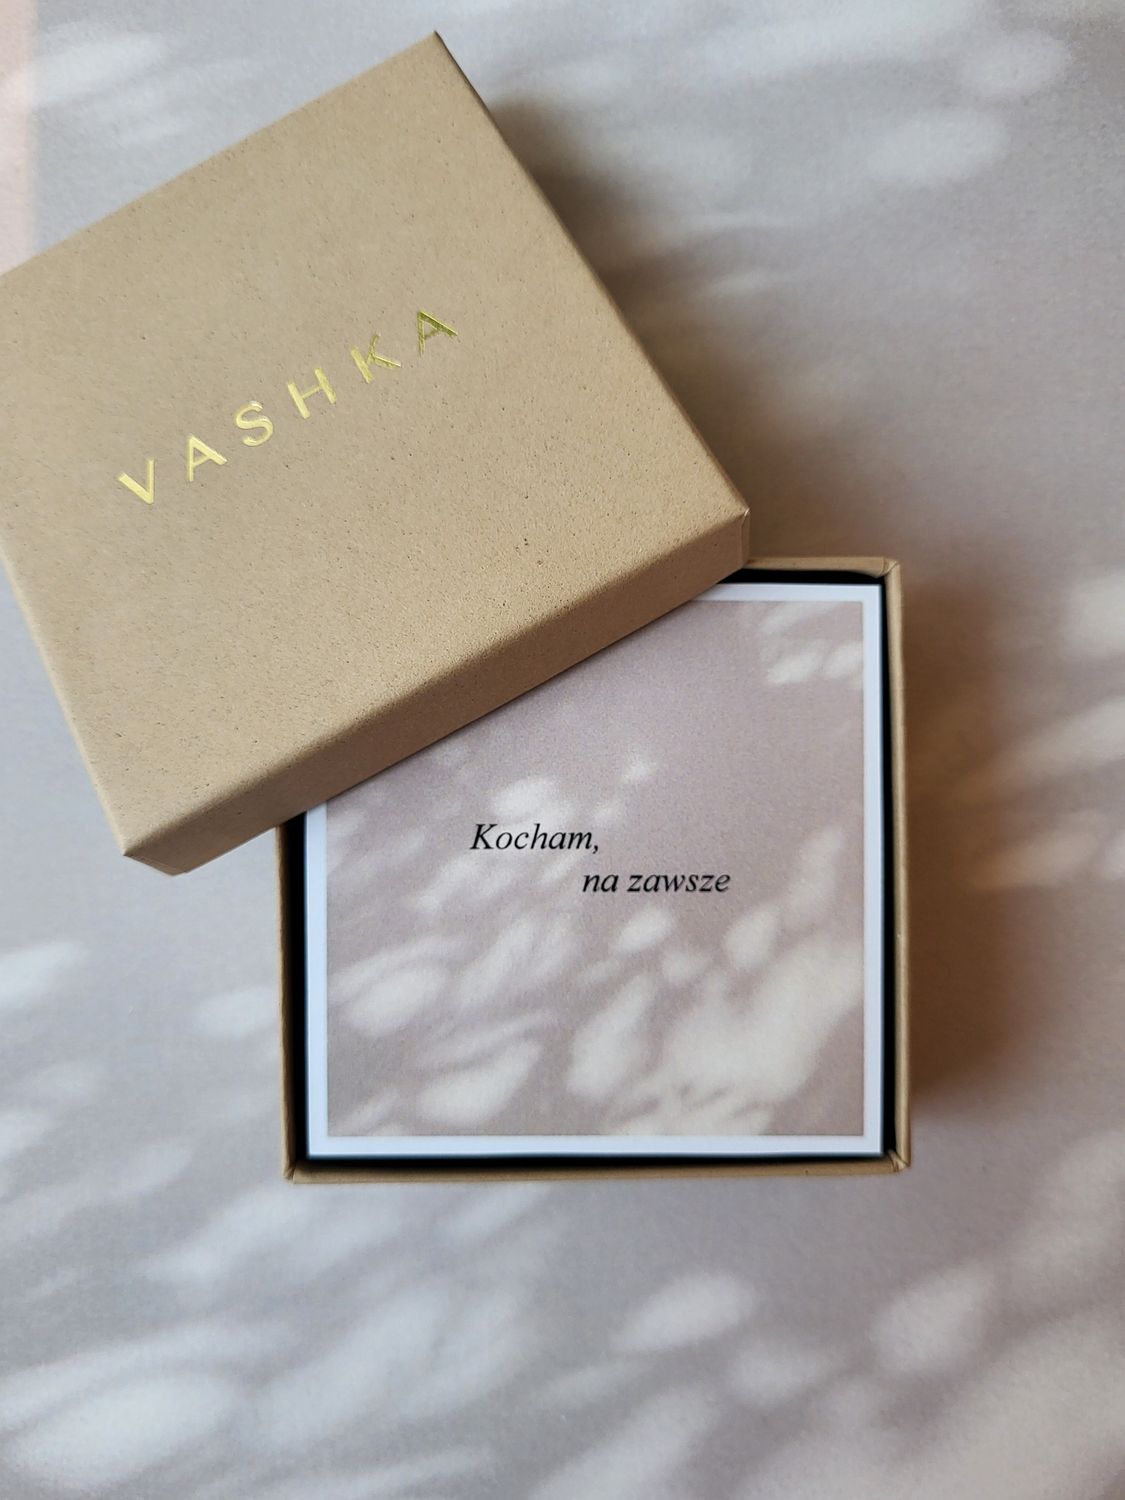 VASHKA
Kocham,
na zawsze